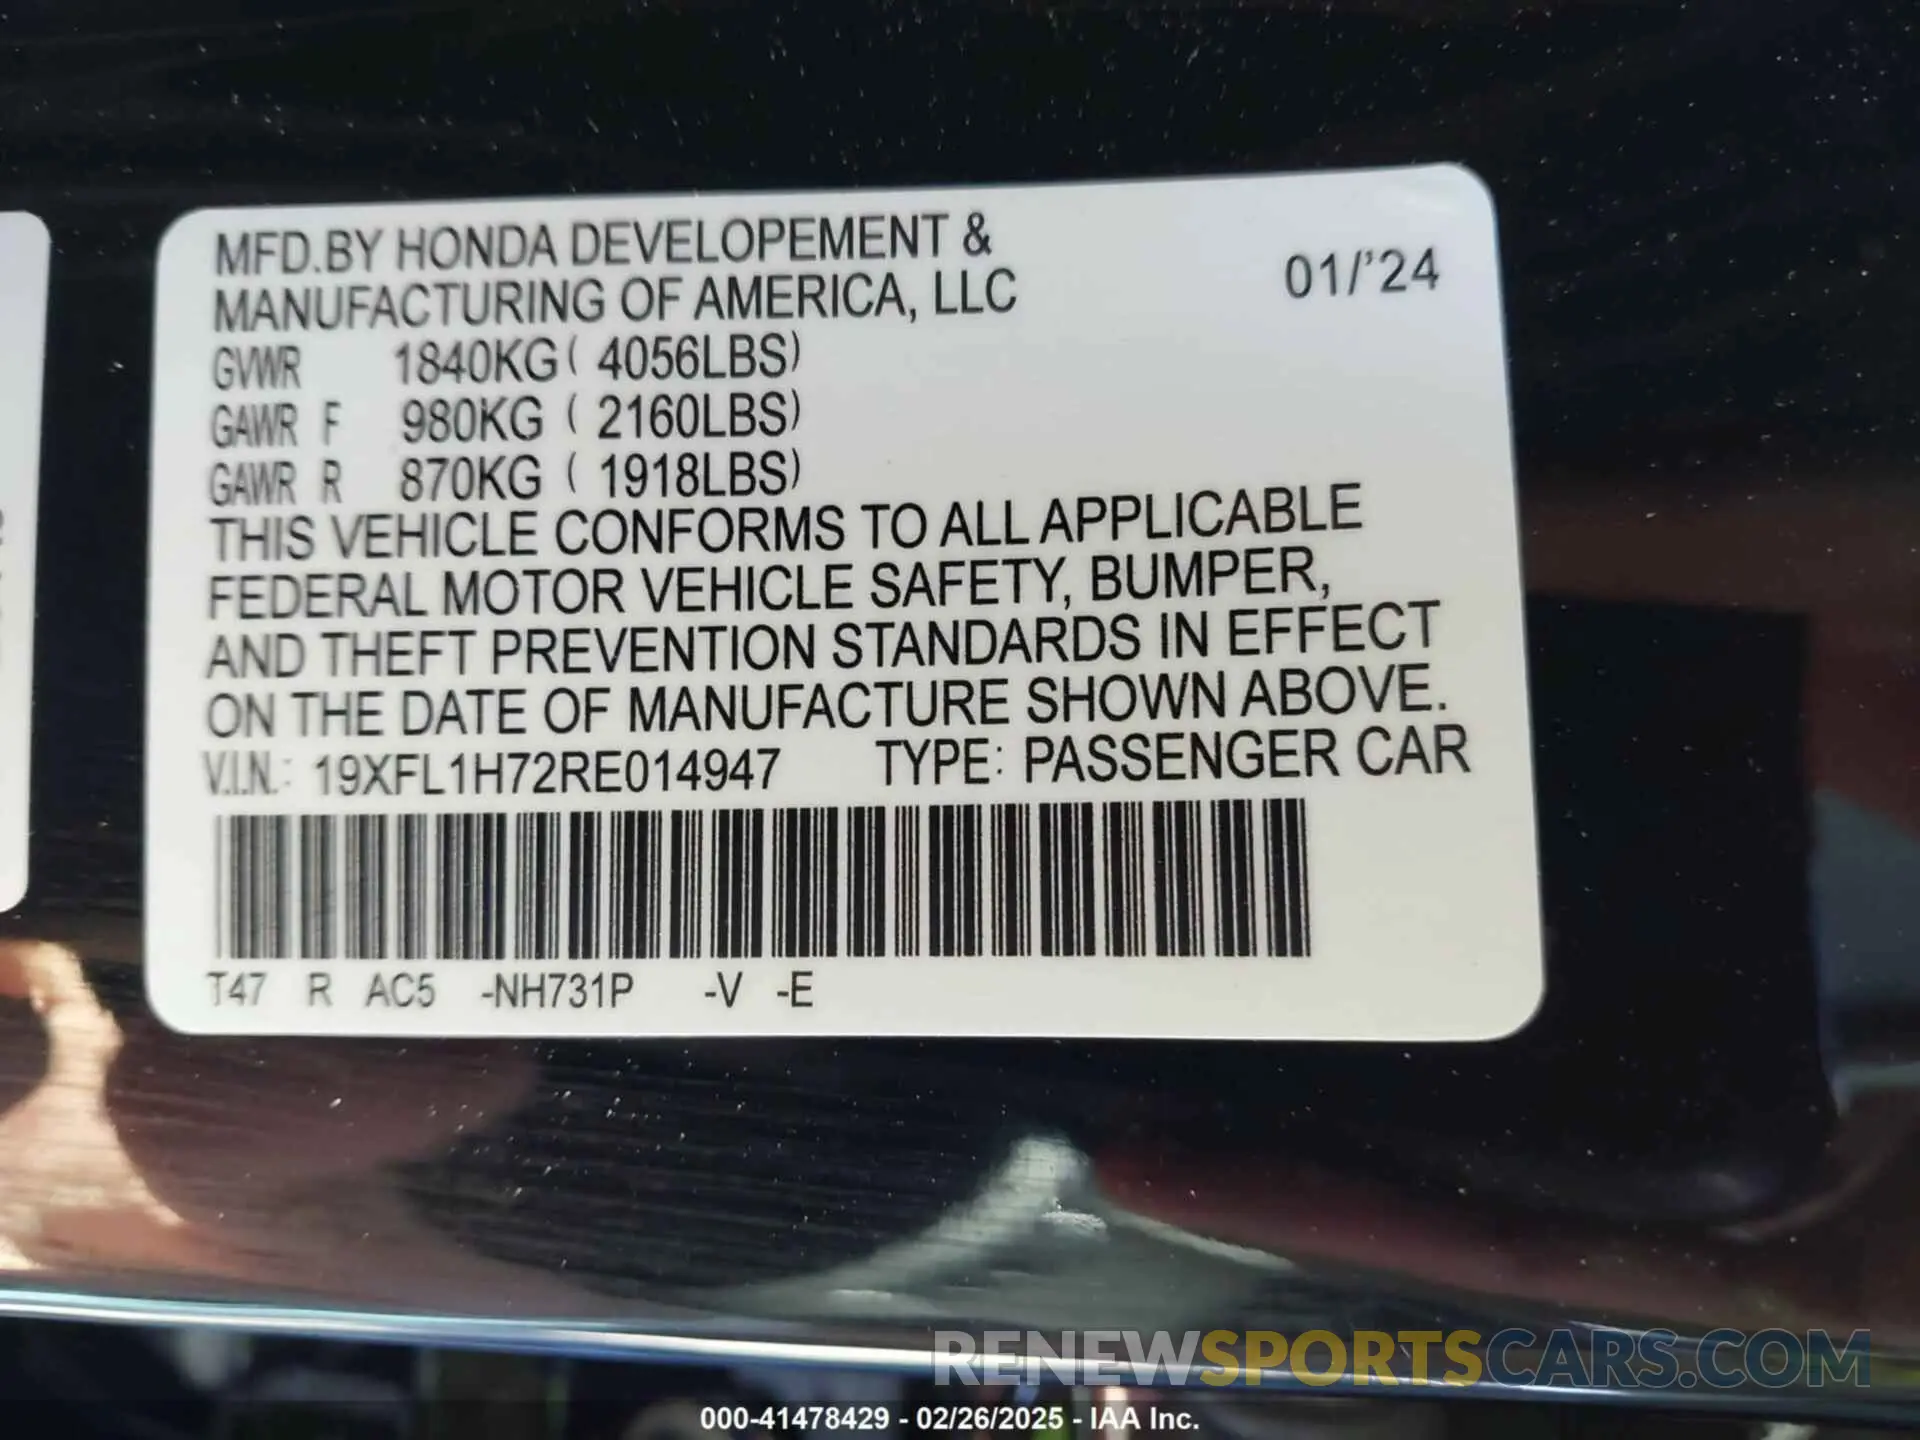 MFD.BY HONDA DEVELOPEMENT &
MANUFACTURING OF AMERICA, LLC
01/'24
GVWR 1840KG ( 4056LBS)
GAWR F 980KG ( 2160LBS)
GAWR R 870KG ( 1918LBS)
THIS VEHICLE CONFORMS TO ALL APPLICABLE
FEDERAL MOTOR VEHICLE SAFETY, BUMPER,
AND THEFT PREVENTION STANDARDS IN EFFECT
ON THE DATE OF MANUFACTURE SHOWN ABOVE.
V.I.N.: 19XFL1H72RE014947 TYPE: PASSENGER CAR
T47 R AC5 -NH731P -V -E
RENEWSPORTSCARS.COM
000-41478429 - 02/26/2025 - IAA Inc.